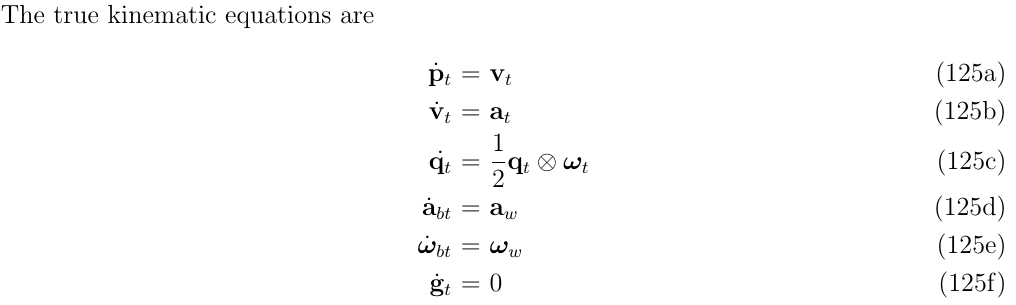 The true kinematic equations are
ṗ_t = v_t (125a)
v̇_t = a_t (125b)
q̇_t = 1/2 q_t ⊗ ω_t (125c)
ȧ_bt = a_w (125d)
ω̇_bt = ω_w (125e)
ġ_t = 0 (125f)